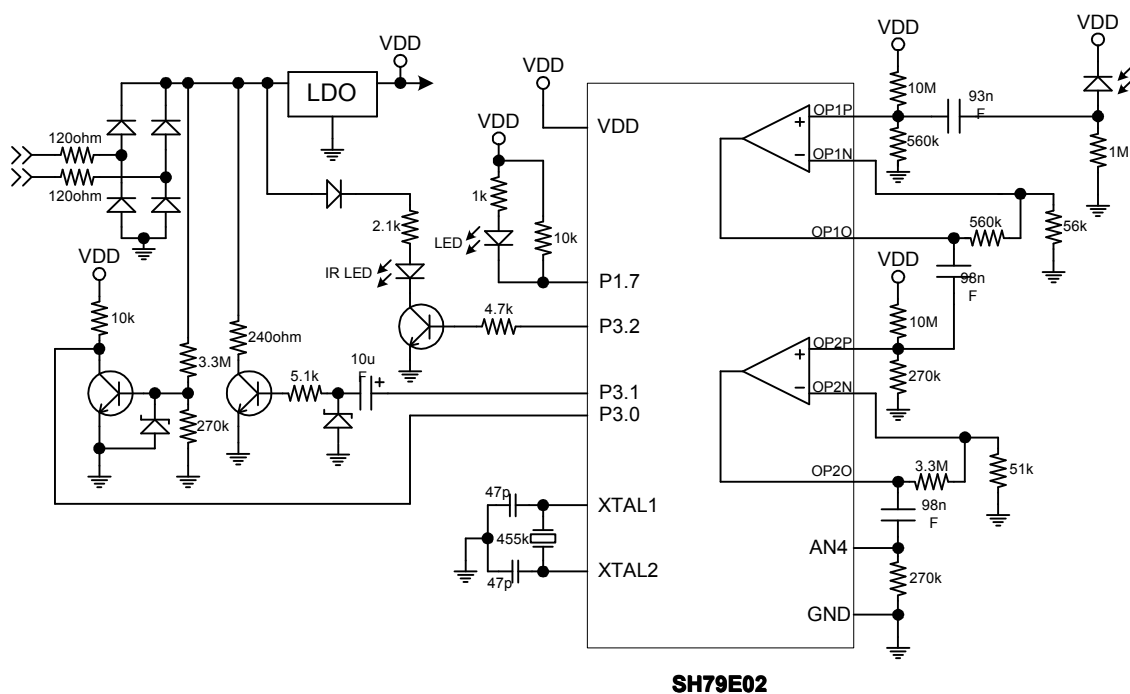 VDD
VDD
VDD
LDO
VDD
10M
93n
F
OP1P
120ohm
VDD
VDD
560k
1M
120ohm
OP1N
1k
2.1k
LED
10k
560k
56k
OP1O
VDD
IR LED
P1.7
VDD
98n
F
10k
4.7k
P3.2
10M
240ohm
OP2P
3.3M
10u
F
5.1k
+
P3.1
OP2N
270k
270k
P3.0
3.3M
51k
OP2O
47p
XTAL1
98n
F
455k
AN4
47p
XTAL2
270k
GND
+
−
+
−
SH79E02